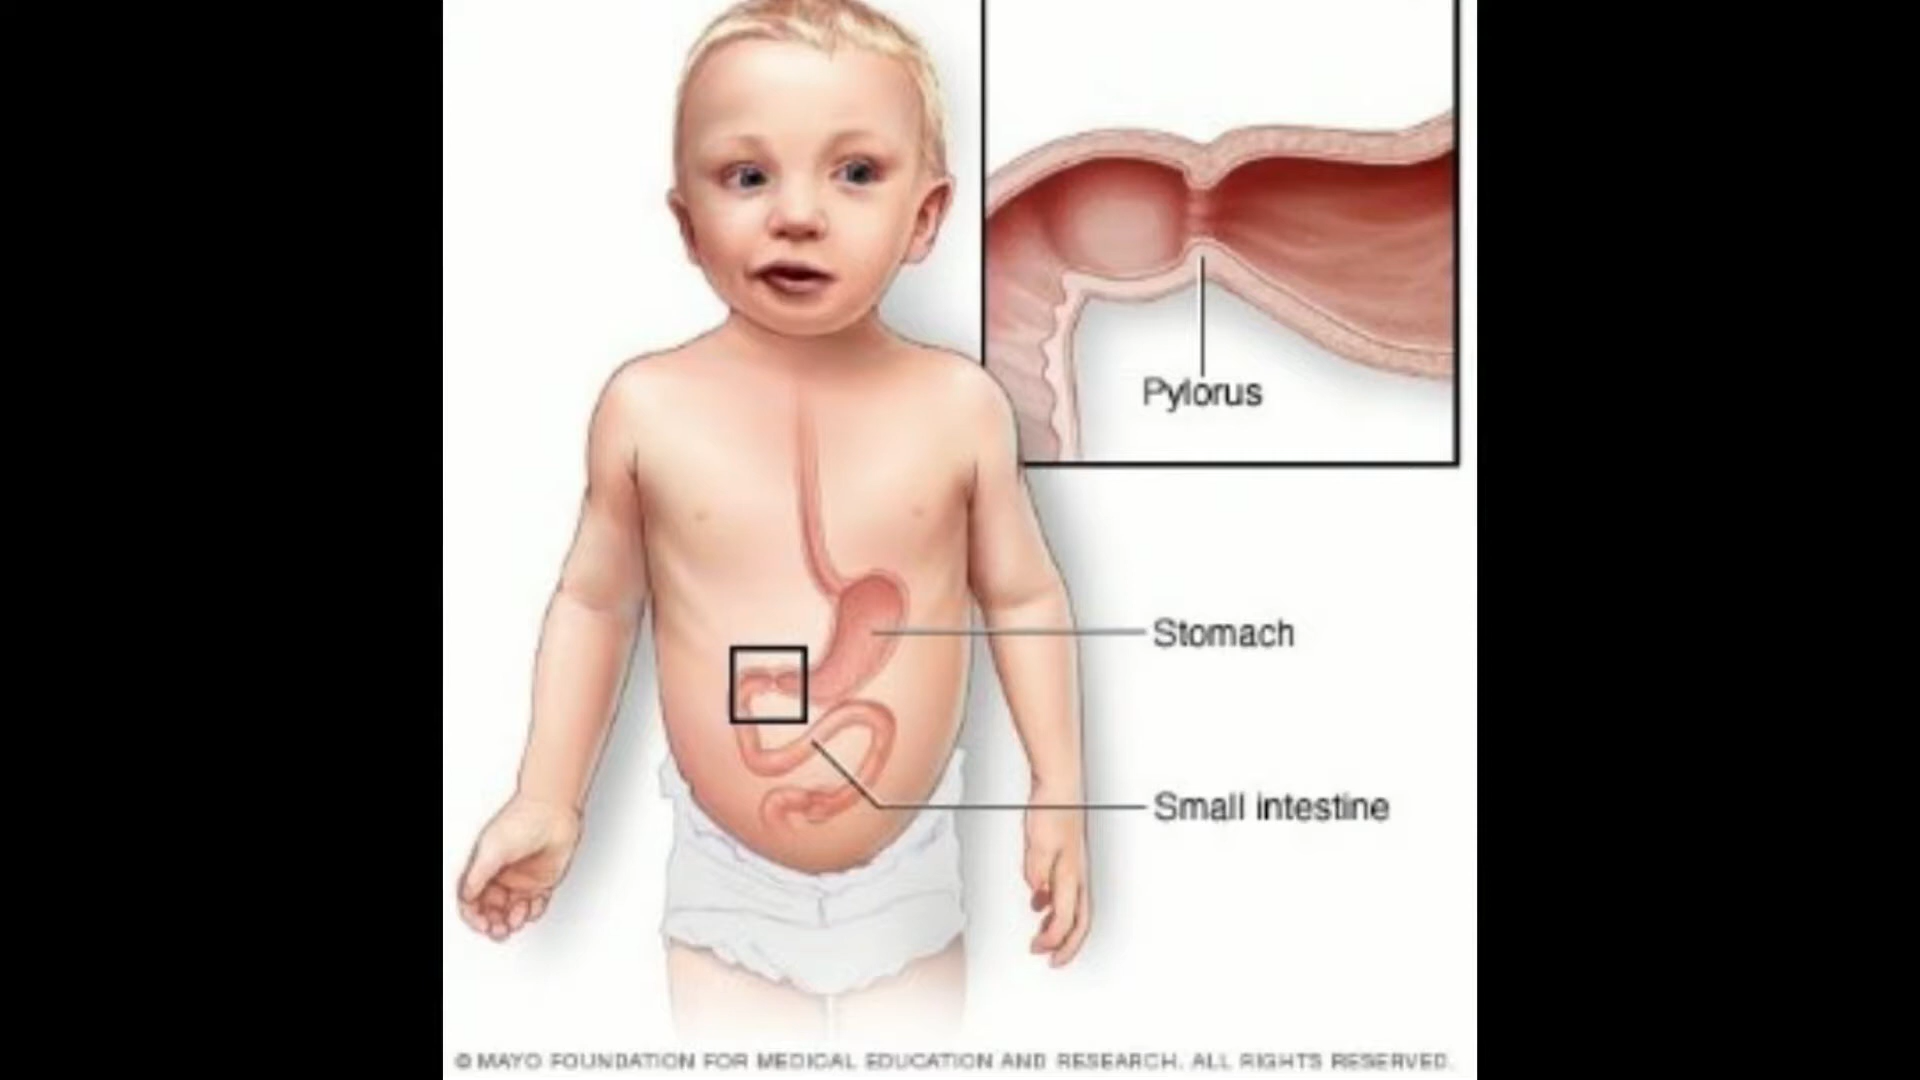 Pylorus
Stomach
Small intestine
© MAYO FOUNDATION FOR MEDICAL EDUCATION AND RESEARCH. ALL RIGHTS RESERVED.